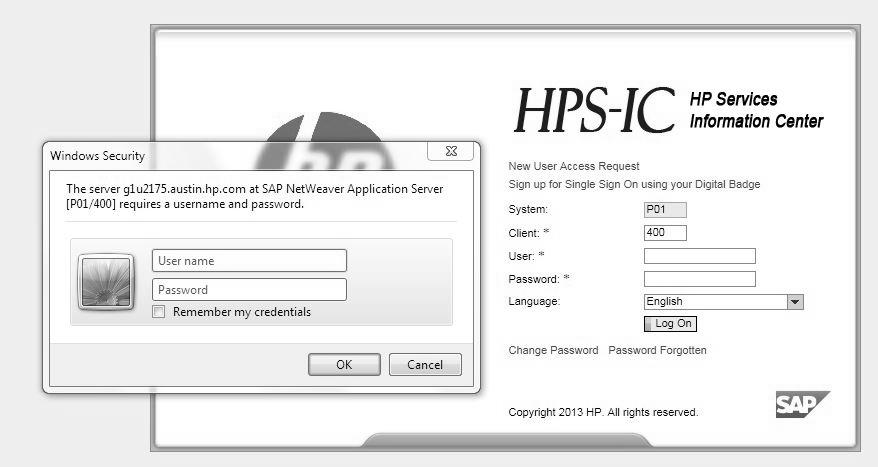 Windows Security
The server g1u2175.austin.hp.com at SAP NetWeaver Application Server
[P01/400] requires a username and password.
User name
Password
Remember my credentials
OK
Cancel
hp
HPS-IC
HP Services
Information Center
New User Access Request
Sign up for Single Sign On using your Digital Badge
System: P01
Client: * 400
User: *
Password: *
Language: English
Log On
Change Password Password Forgotten
Copyright 2013 HP. All rights reserved.
SAP